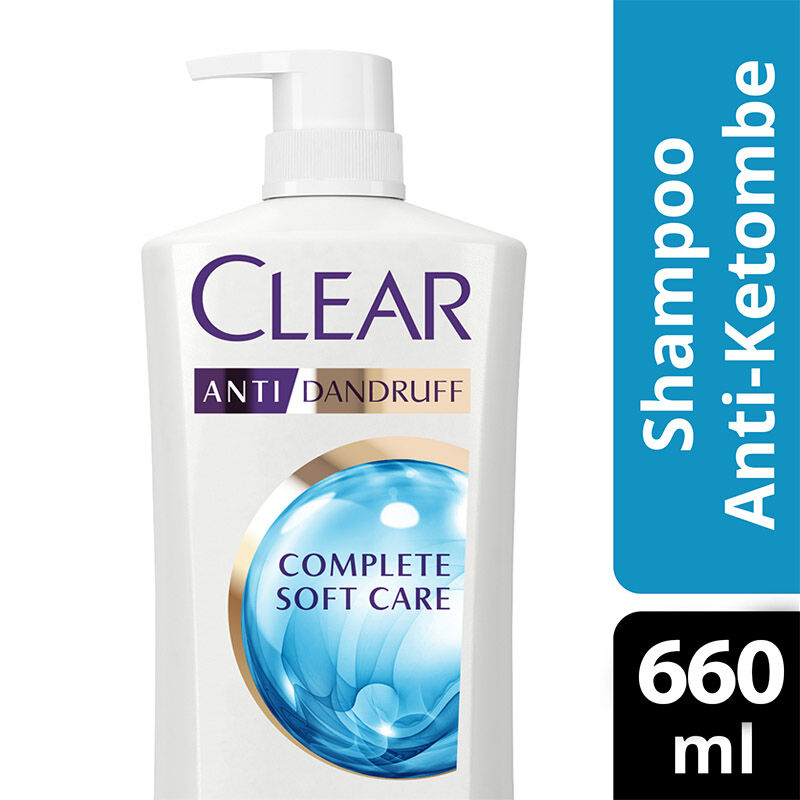 CLEAR
ANTI DANDRUFF
COMPLETE
SOFT CARE
Shampoo
Anti-Ketombe
660
ml